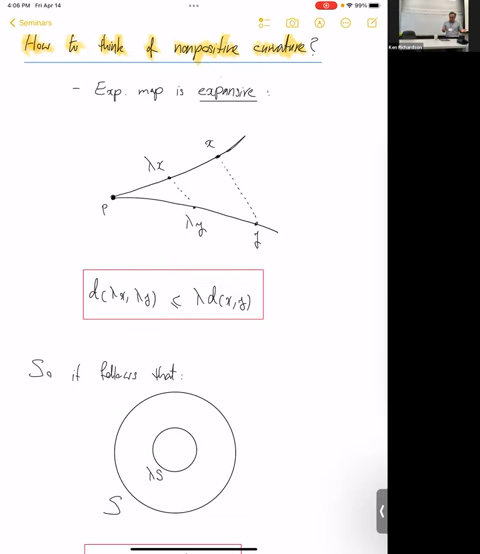 4:06 PM Fri Apr 14
99%
Seminars
Ken Richardson
How to think of nonpositive curvature?
- Exp. map is expansive :
x
λx
P
λy
y
d(λx, λy) ≤ λd(x,y)
So it follows that:
λS
S